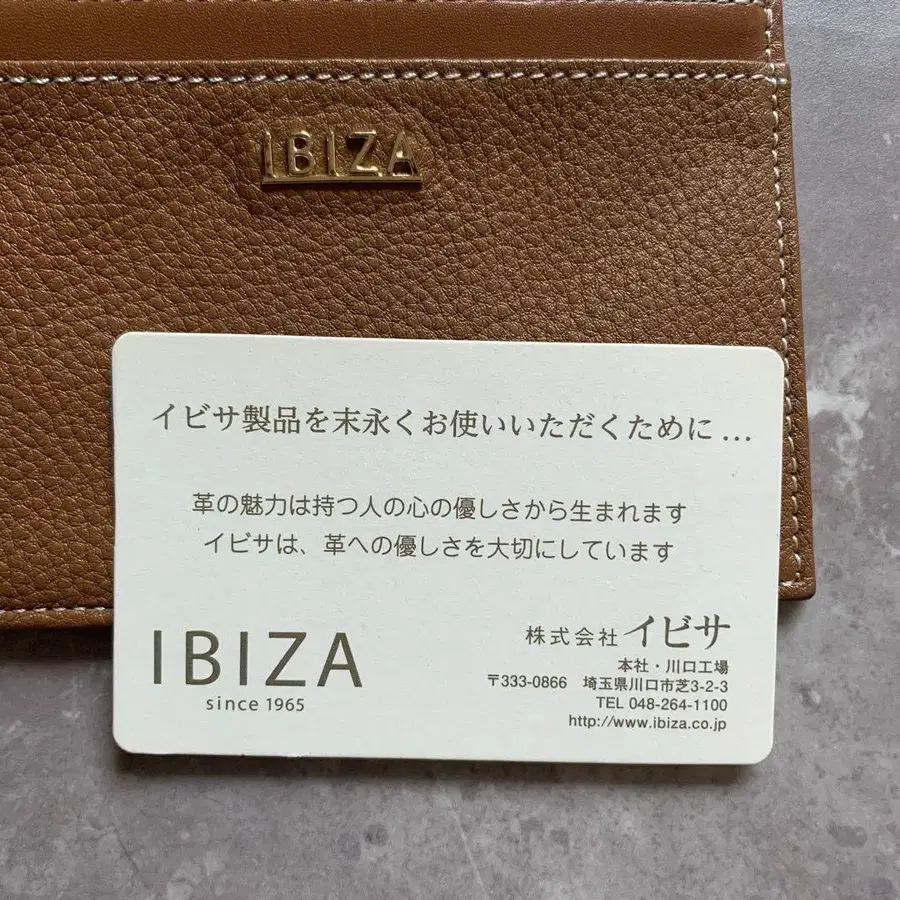 IBIZA
イビサ製品を末永くお使いいただくために…
革の魅力は持つ人の心の優しさから生まれます
イビサは、革への優しさを大切にしています
IBIZA
since 1965
株式会社イビサ
本社・川口工場
〒333-0866 埼玉県川口市芝3-2-3
TEL 048-264-1100
http://www.ibiza.co.jp